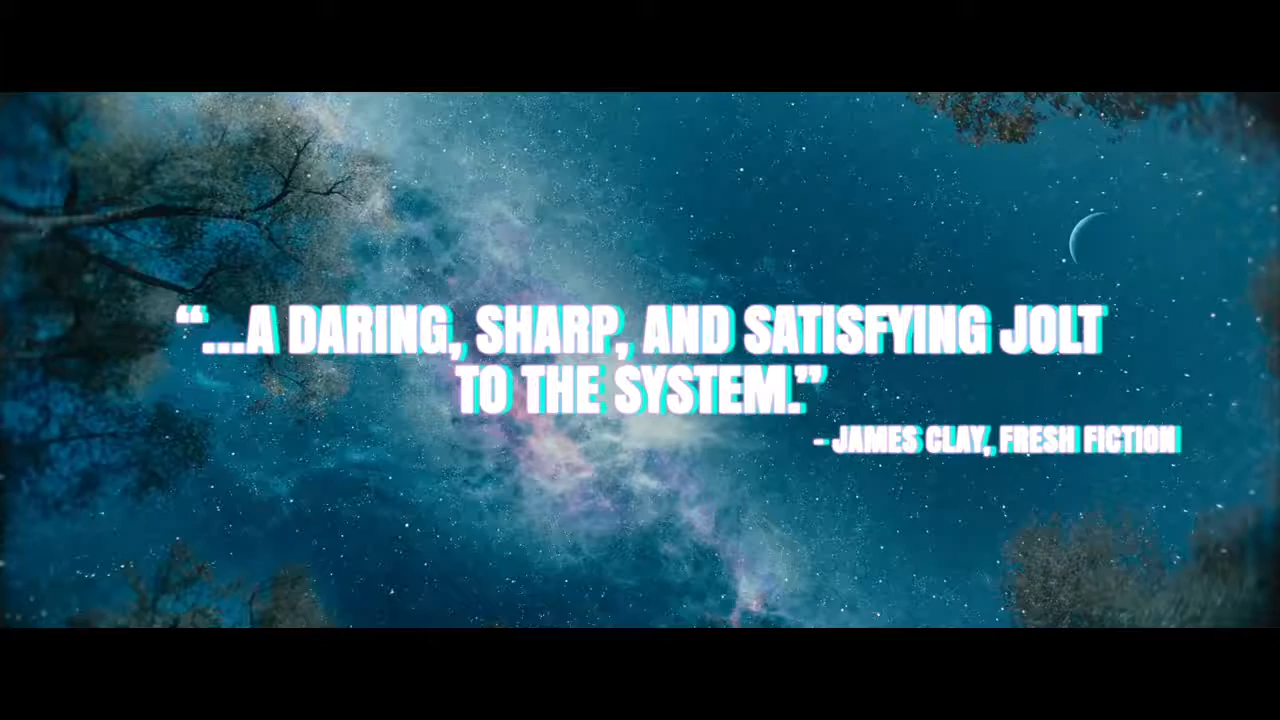 “...A DARING, SHARP, AND SATISFYING JOLT
TO THE SYSTEM.”
- JAMES CLAY, FRESH FICTION